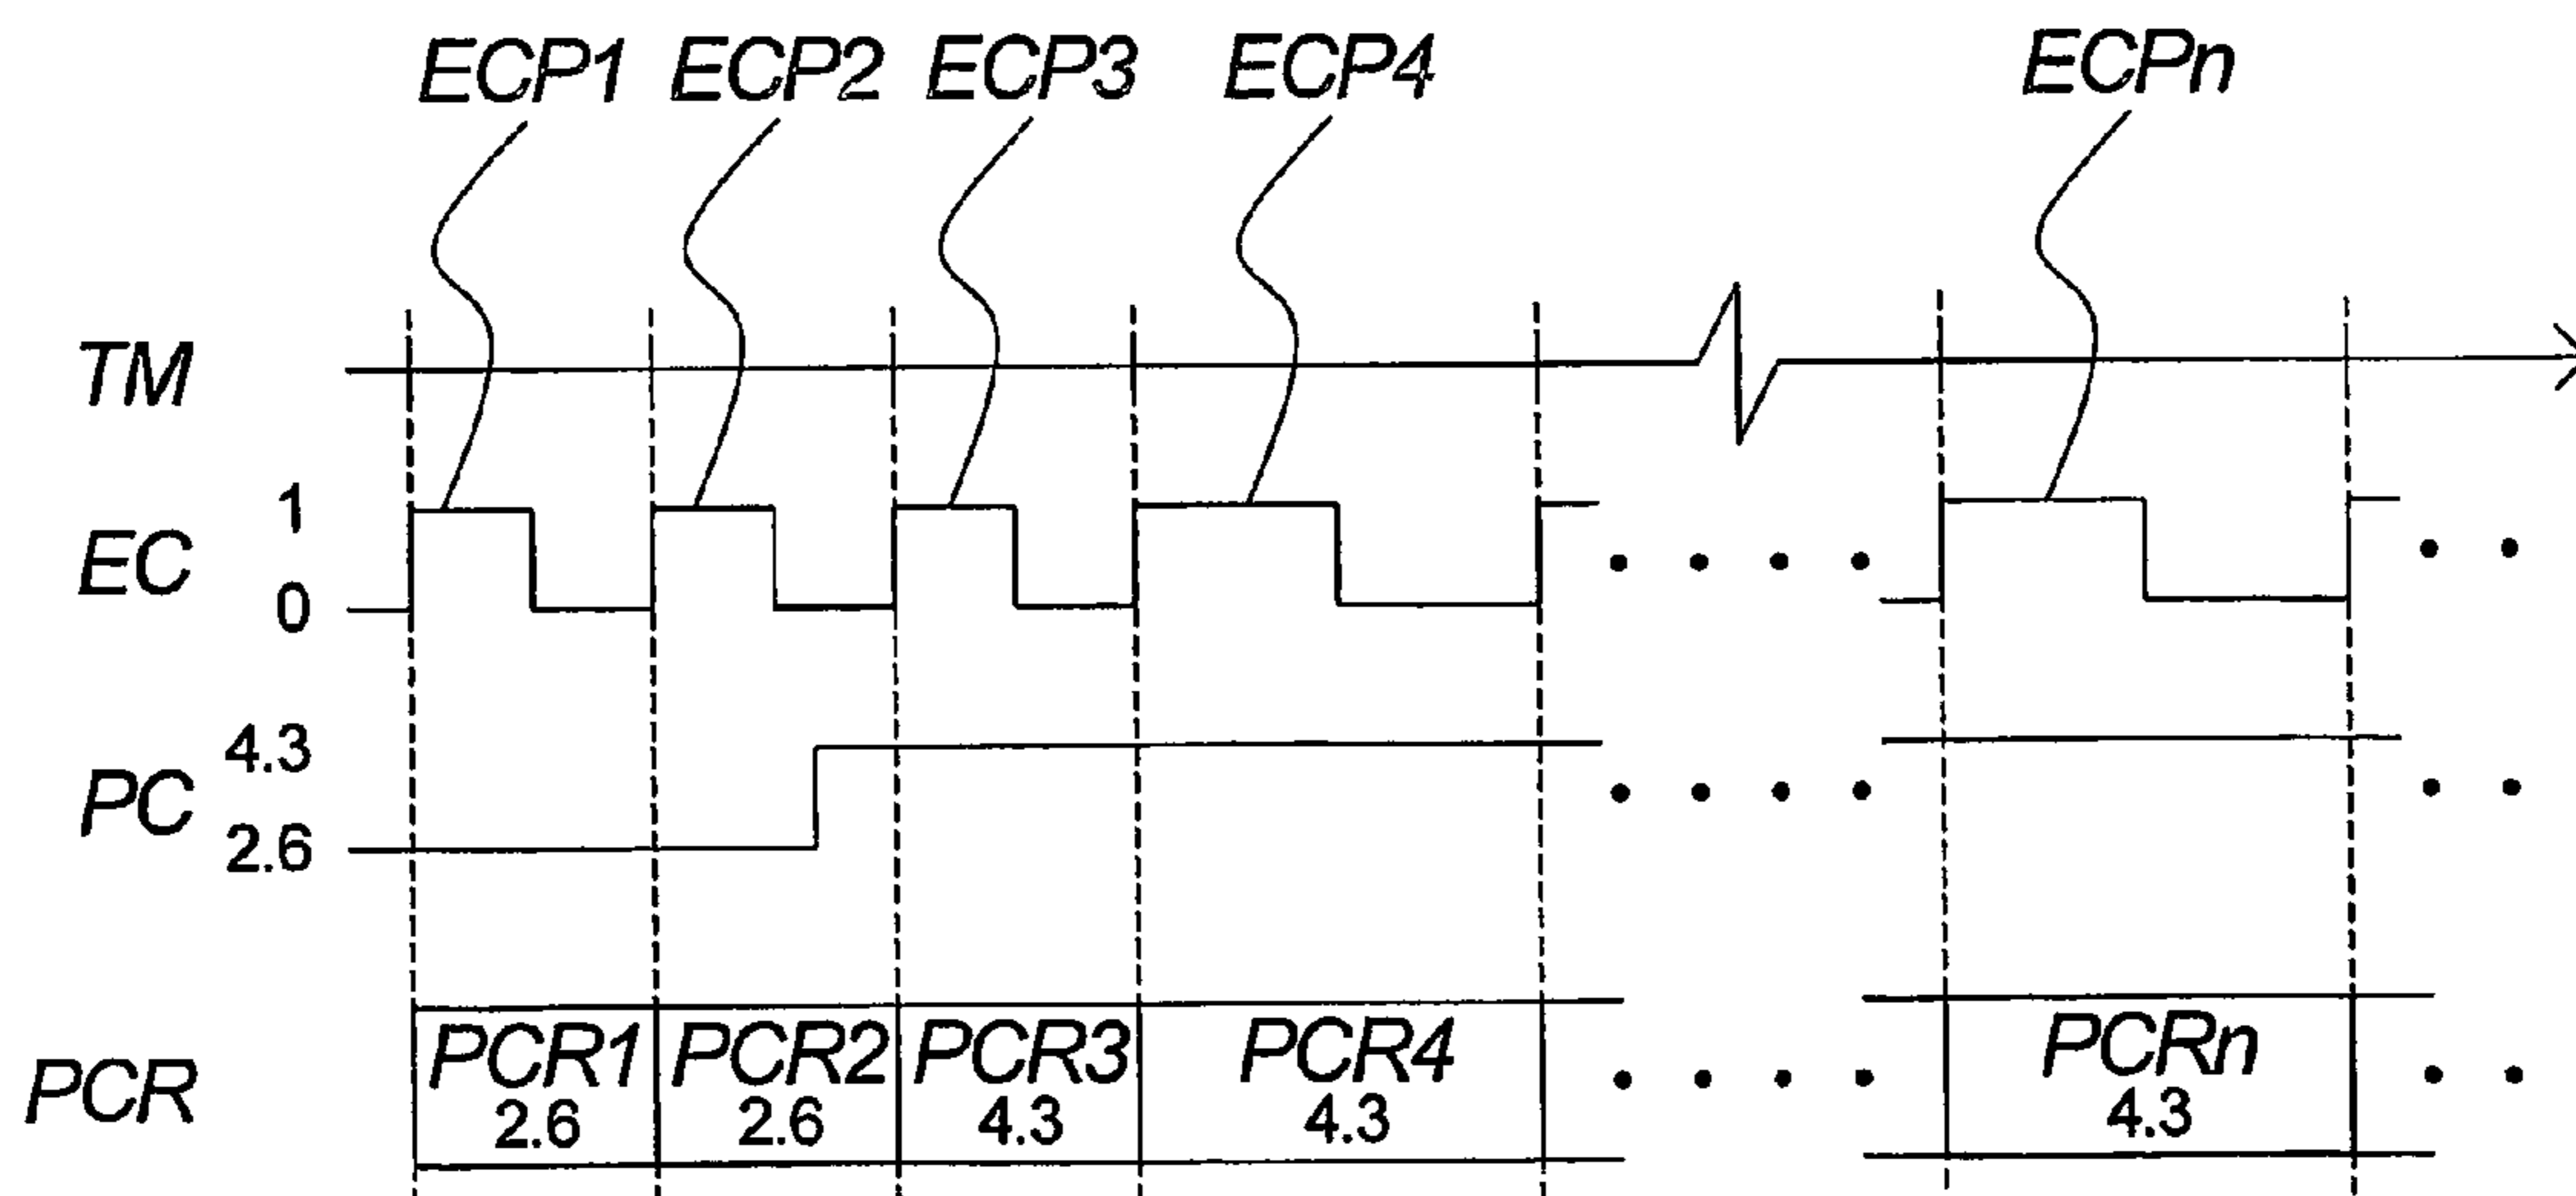 ECP1 ECP2 ECP3 ECP4 ECPn
TM
EC 1
0
PC 4.3
2.6
PCR PCR1 PCR2 PCR3 PCR4 PCRn
2.6 2.6 4.3 4.3 4.3